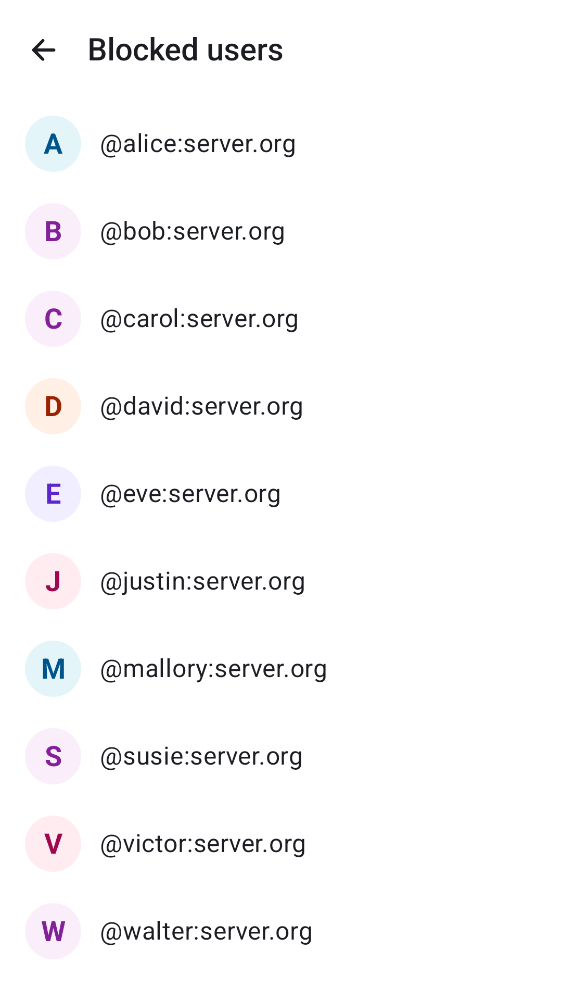 Blocked users
A @alice:server.org
B @bob:server.org
C @carol:server.org
D @david:server.org
E @eve:server.org
J @justin:server.org
M @mallory:server.org
S @susie:server.org
V @victor:server.org
W @walter:server.org